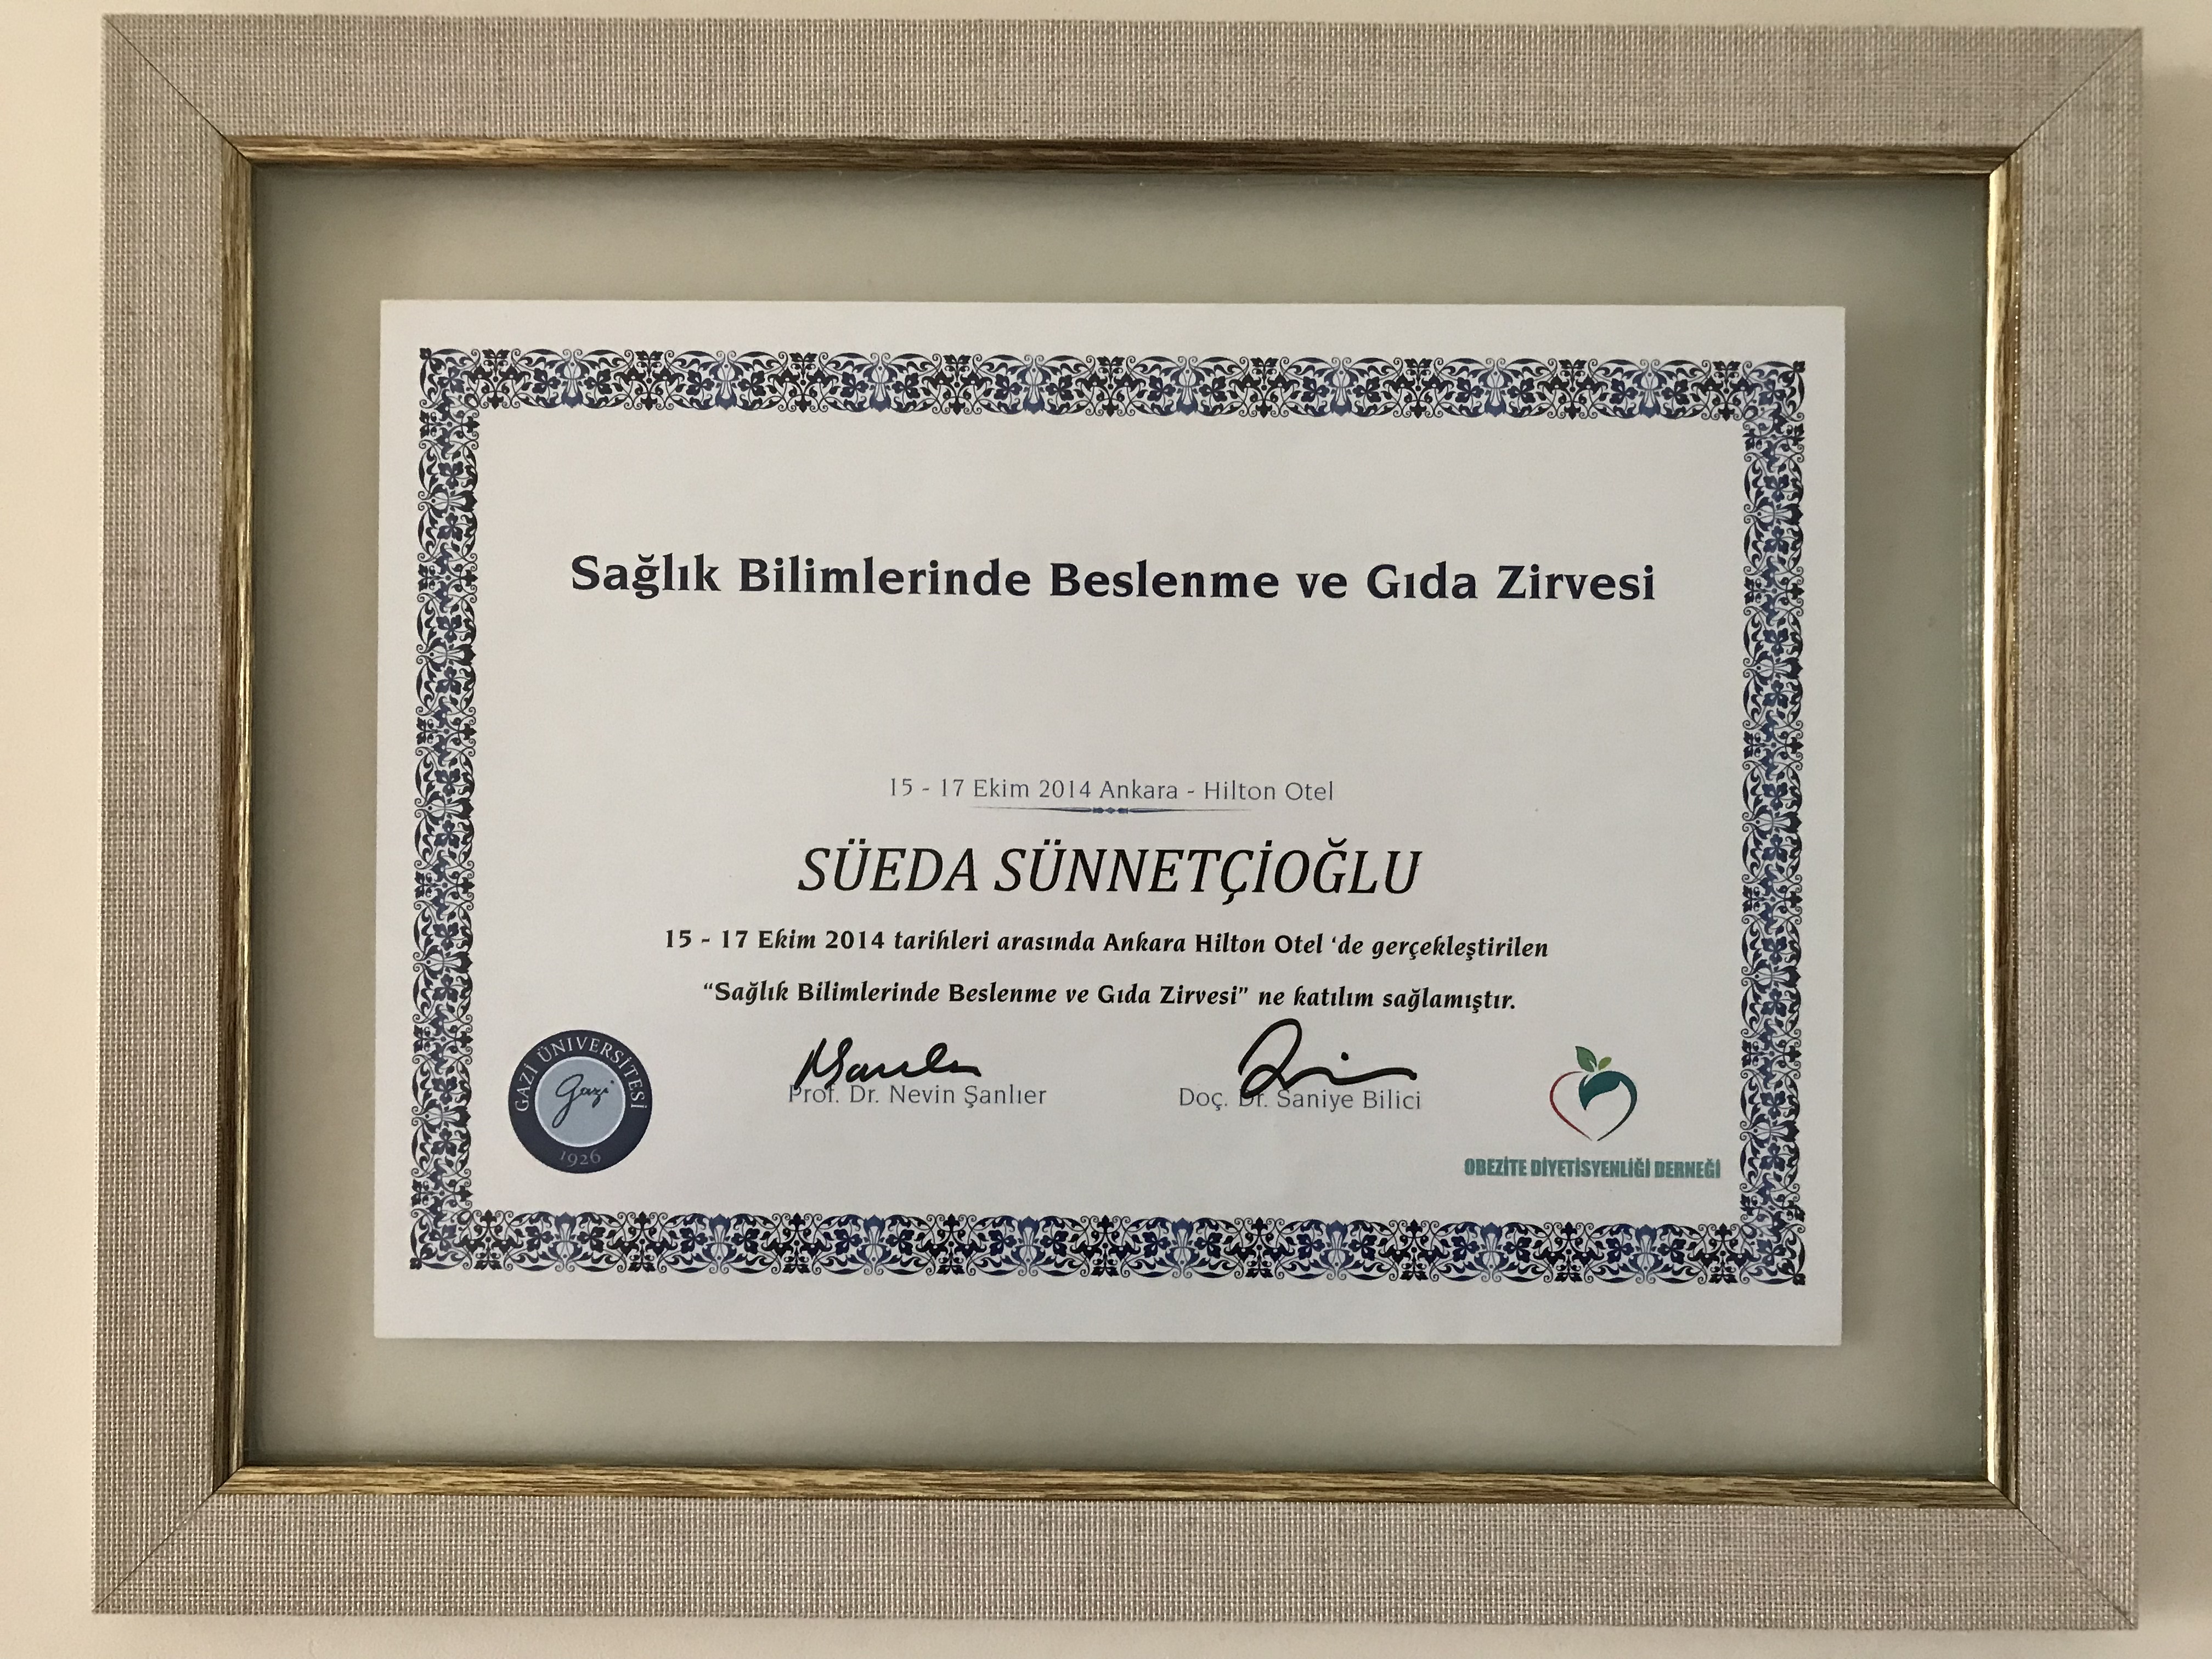 Sağlık Bilimlerinde Beslenme ve Gıda Zirvesi
15 - 17 Ekim 2014 Ankara - Hilton Otel
SÜEDA SÜNNETÇİOĞLU
15 - 17 Ekim 2014 tarihleri arasında Ankara Hilton Otel ‘de gerçekleştirilen
“Sağlık Bilimlerinde Beslenme ve Gıda Zirvesi” ne katılım sağlamıştır.
Prof. Dr. Nevin Şanlıer
Doç. Dr. Saniye Bilici
GAZİ ÜNİVERSİTESİ
gazi
1926
OBEZİTE DİYETİSYENLİĞİ DERNEĞİ